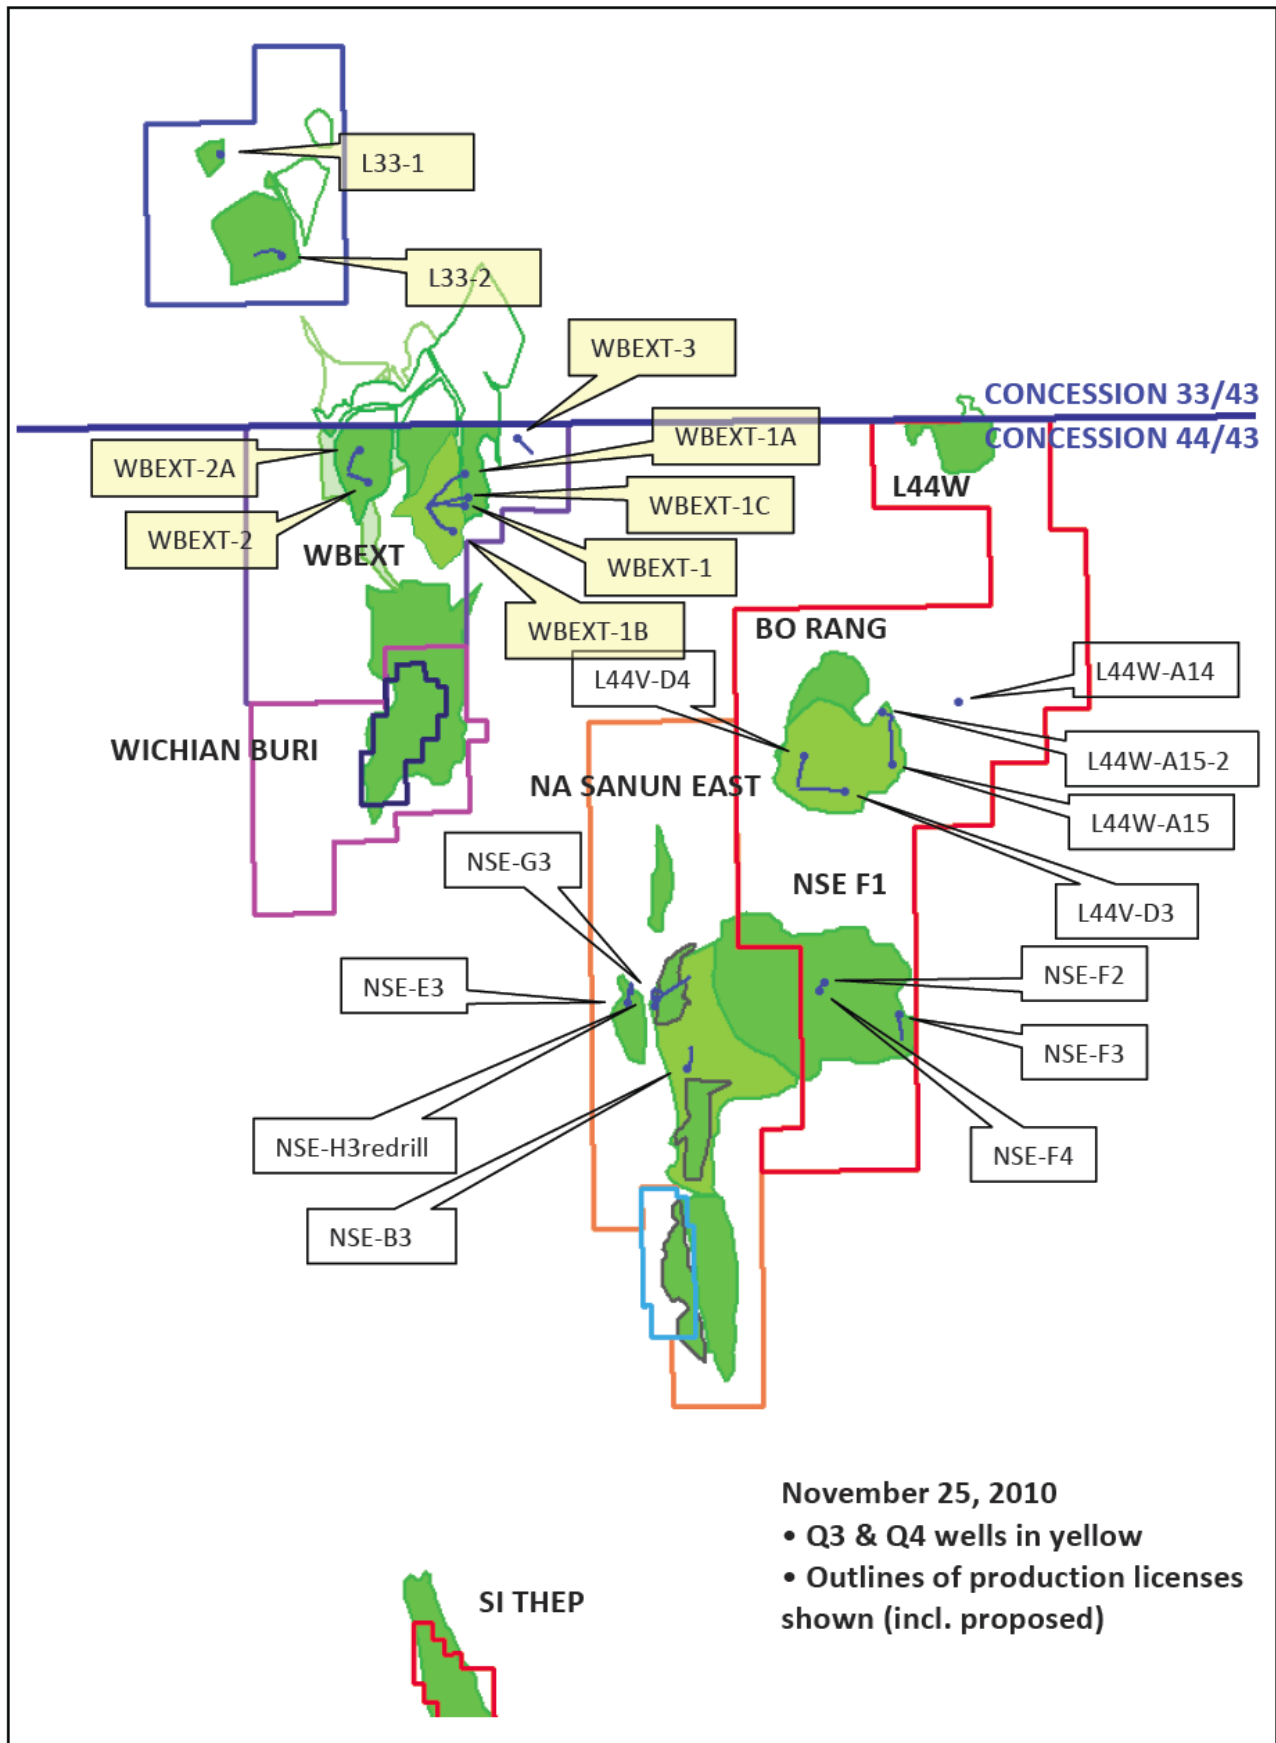 L33-1
L33-2
WBEXT-3
CONCESSION 33/43
WBEXT-1A
CONCESSION 44/43
WBEXT-2A
L44W
WBEXT-1C
WBEXT-2
WBEXT
WBEXT-1
WBEXT-1B
BO RANG
L44V-D4
L44W-A14
WICHIAN BURI
L44W-A15-2
NA SANUN EAST
L44W-A15
NSE-G3
NSE F1
L44V-D3
NSE-E3
NSE-F2
NSE-F3
NSE-H3redrill
NSE-F4
NSE-B3
November 25, 2010
• Q3 & Q4 wells in yellow
• Outlines of production licenses
shown (incl. proposed)
SI THEP